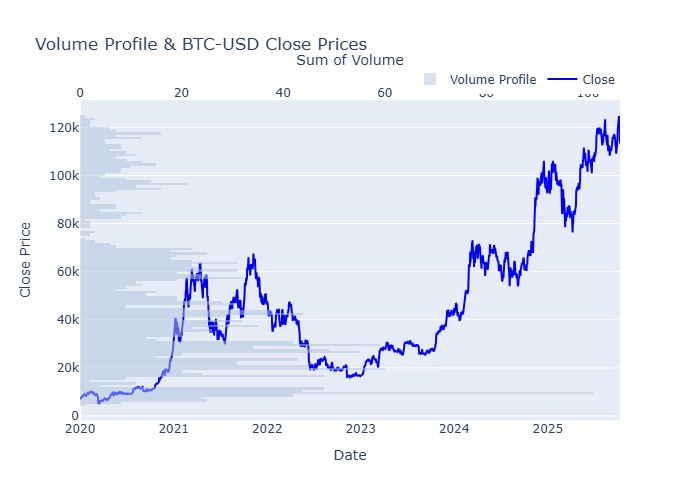 Volume Profile & BTC-USD Close Prices
Sum of Volume
Volume Profile
Close
0
20
40
60
80
100
120k
100k
80k
60k
40k
20k
0
Close Price
2020
2021
2022
2023
2024
2025
Date